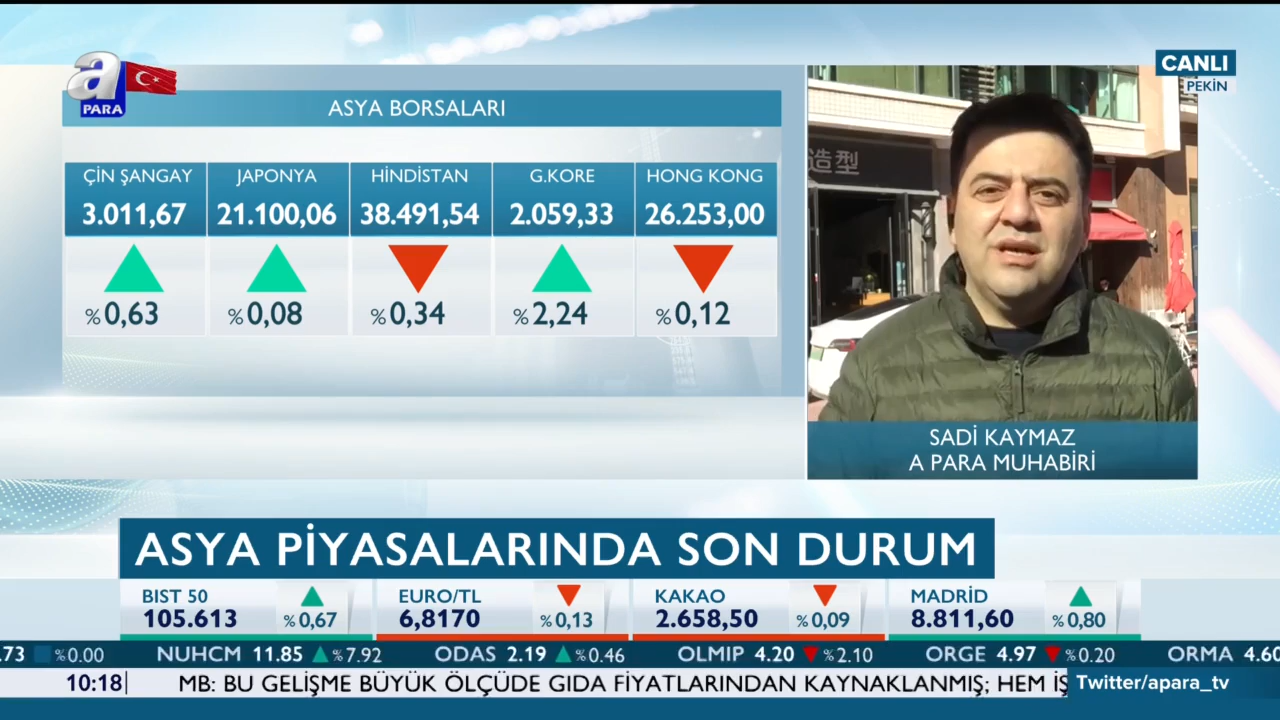 a
PARA
CANLI
PEKİN
ASYA BORSALARI
ÇİN ŞANGAY
3.011,67
%0,63
JAPONYA
21.100,06
%0,08
HİNDİSTAN
38.491,54
%0,34
G.KORE
2.059,33
%2,24
HONG KONG
26.253,00
%0,12
造型
SADİ KAYMAZ
A PARA MUHABİRİ
ASYA PİYASALARINDA SON DURUM
BIST 50
105.613
%0,67
EURO/TL
6,8170
%0,13
KAKAO
2.658,50
%0,09
MADRİD
8.811,60
%0,80
.73 %0.00 NUHCM 11.85 %7.92 ODAS 2.19 %0.46 OLMIP 4.20 %2.10 ORGE 4.97 %0.20 ORMA 4.60
10:18 MB: BU GELİŞME BÜYÜK ÖLÇÜDE GIDA FİYATLARINDAN KAYNAKLANMIŞ; HEM İŞ Twitter/apara_tv